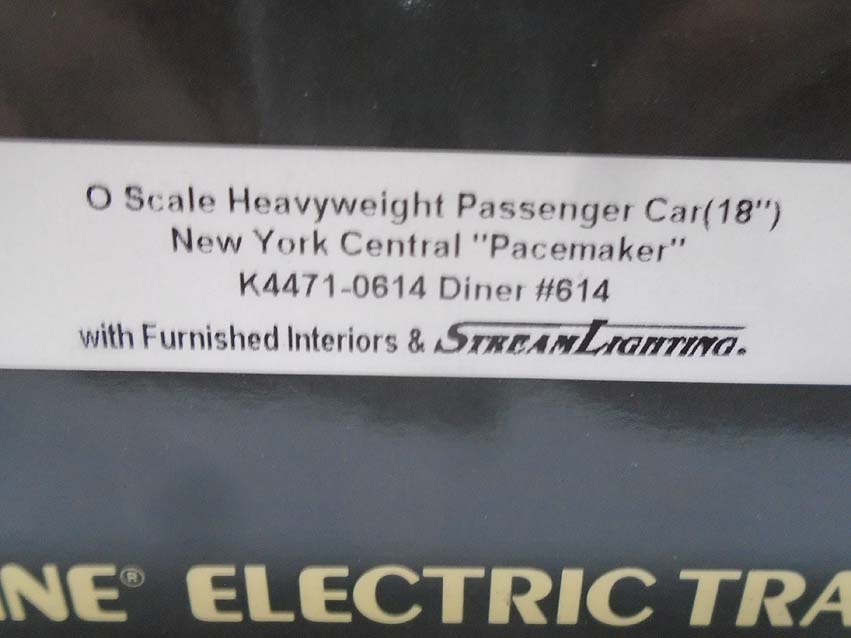 O Scale Heavyweight Passenger Car(18")
New York Central "Pacemaker"
K4471-0614 Diner #614
with Furnished Interiors & StreamLighting.
INE® ELECTRIC TRA